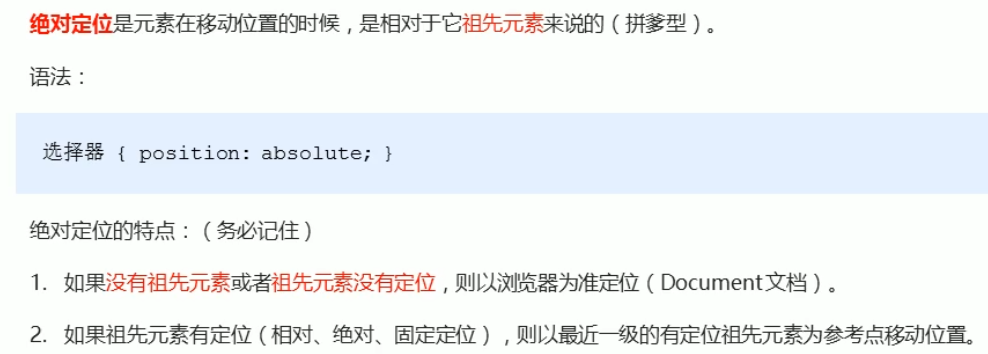 绝对定位是元素在移动位置的时候，是相对于它祖先元素来说的（拼爹型）。
语法：
选择器 { position: absolute; }
绝对定位的特点：（务必记住）
1. 如果没有祖先元素或者祖先元素没有定位，则以浏览器为准定位（Document文档）。
2. 如果祖先元素有定位（相对、绝对、固定定位），则以最近一级的有定位祖先元素为参考点移动位置。